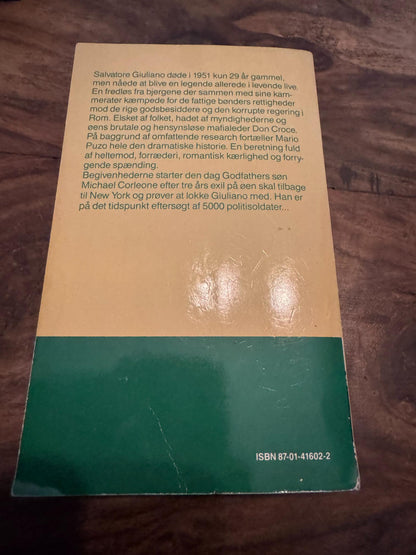 Salvatore Giuliano døde i 1951 kun 29 år gammel,
men nåede at blive en legende allerede i levende live.
En fredløs fra bjergene der sammen med sine kam-
merater kæmpede for de fattige bønders rettigheder
mod de rige godsbesiddere og den korrupte regering i
Rom. Elsket af folket, hadet af myndighederne og
øens brutale og hensynsløse mafialeder Don Croce.
På baggrund af omfattende research fortæller Mario
Puzo hele den dramatiske historie. En beretning fuld
af heltemod, forræderi, romantisk kærlighed og forry-
gende spænding.
Begivenhederne starter den dag Godfathers søn
Michael Corleone efter tre års exil på øen skal tilbage
til New York og prøver at lokke Giuliano med. Han er
på det tidspunkt eftersøgt af 5000 politisoldater...
ISBN 87-01-41602-2